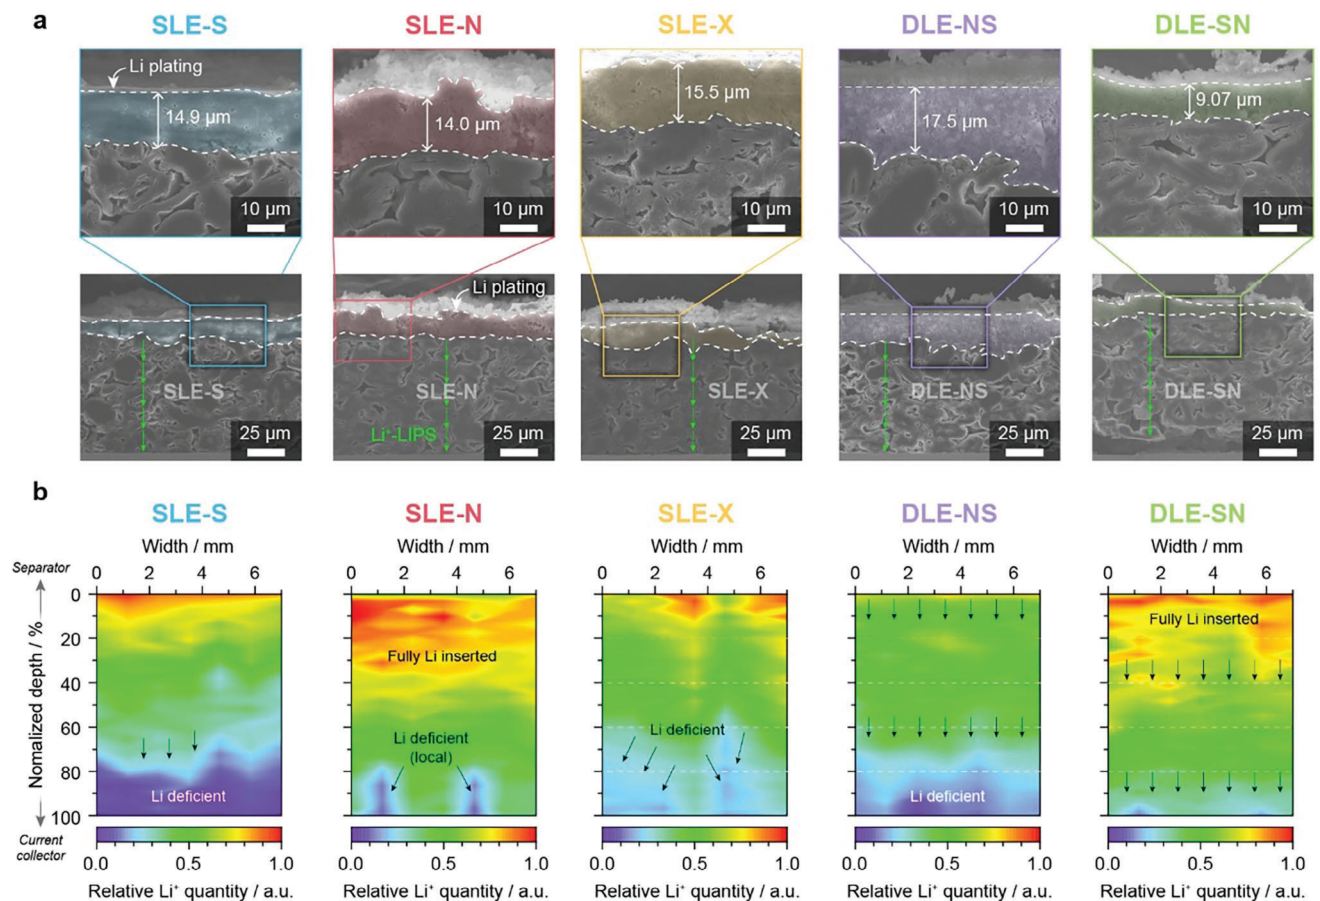 a
SLE-S SLE-N SLE-X DLE-NS DLE-SN
Li plating
14.9 µm 14.0 µm 15.5 µm 17.5 µm 9.07 µm
10 µm 10 µm 10 µm 10 µm 10 µm
Li plating
SLE-S SLE-N SLE-X DLE-NS DLE-SN
Li⁺-LIPS
25 µm 25 µm 25 µm 25 µm 25 µm
b
SLE-S SLE-N SLE-X DLE-NS DLE-SN
Width / mm Width / mm Width / mm Width / mm Width / mm
Separator
0 2 4 6 0 2 4 6 0 2 4 6 0 2 4 6 0 2 4 6
Nomalized depth / %
0
20
40
60
80
100
Fully Li inserted
Fully Li inserted
Li deficient
(local)
Li deficient
Li deficient
Li deficient
Current
collector
0.0 0.5 1.0 0.0 0.5 1.0 0.0 0.5 1.0 0.0 0.5 1.0 0.0 0.5 1.0
Relative Li⁺ quantity / a.u. Relative Li⁺ quantity / a.u. Relative Li⁺ quantity / a.u. Relative Li⁺ quantity / a.u. Relative Li⁺ quantity / a.u.